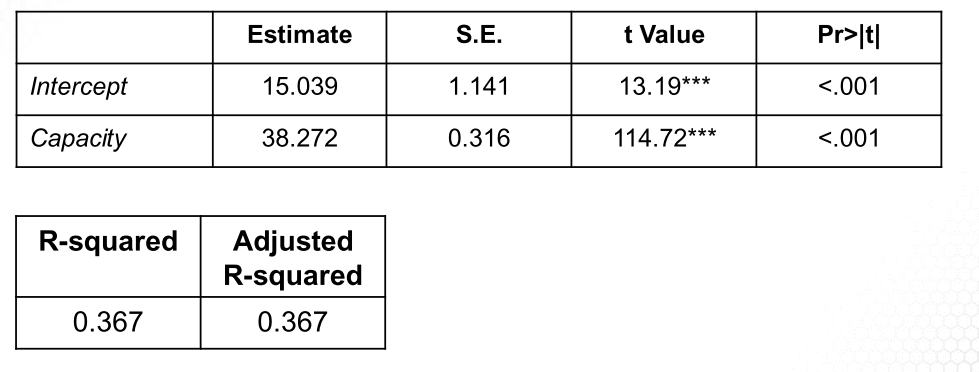 Estimate S.E. t Value Pr>|t|
Intercept 15.039 1.141 13.19*** <.001
Capacity 38.272 0.316 114.72*** <.001
R-squared Adjusted
R-squared
0.367 0.367